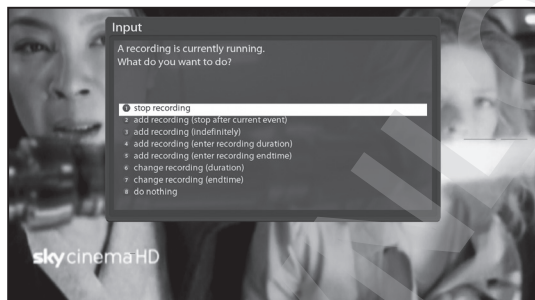 Input
A recording is currently running.
What do you want to do?
1 stop recording
2 add recording (stop after current event)
3 add recording (indefinitely)
4 add recording (enter recording duration)
5 add recording (enter recording endtime)
6 change recording (duration)
7 change recording (endtime)
8 do nothing
sky cinema HD